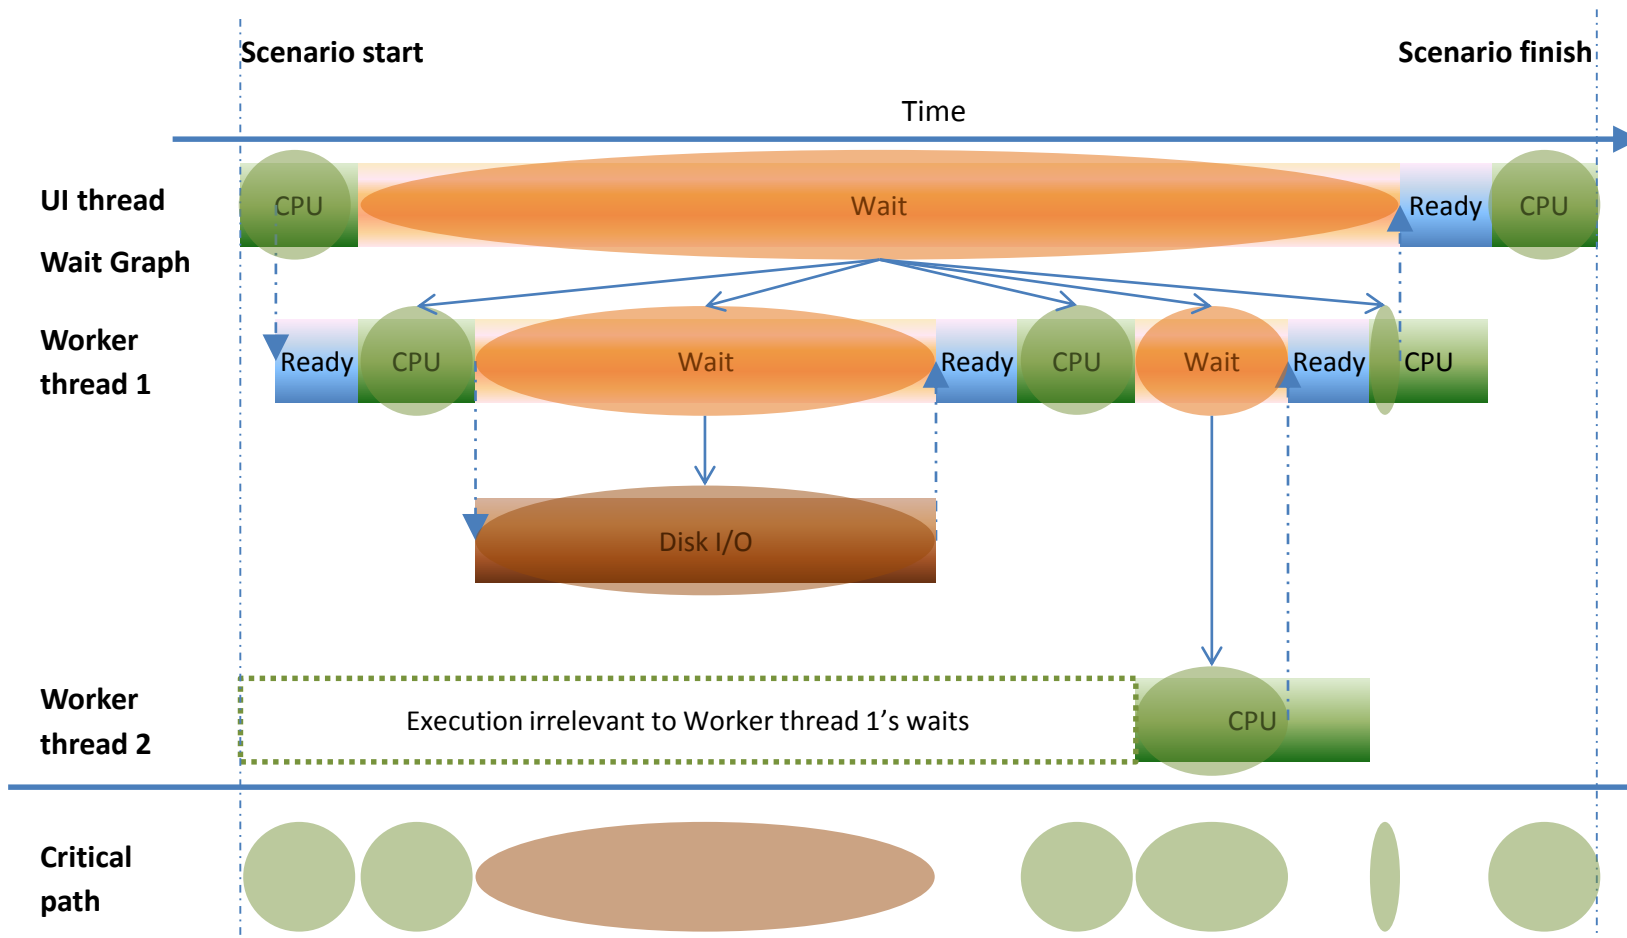 Scenario start
Scenario finish
Time
UI thread
CPU
Wait
Ready
CPU
Wait Graph
Worker
thread 1
Ready
CPU
Wait
Ready
CPU
Wait
Ready
CPU
Disk I/O
Worker
thread 2
Execution irrelevant to Worker thread 1's waits
CPU
Critical
path